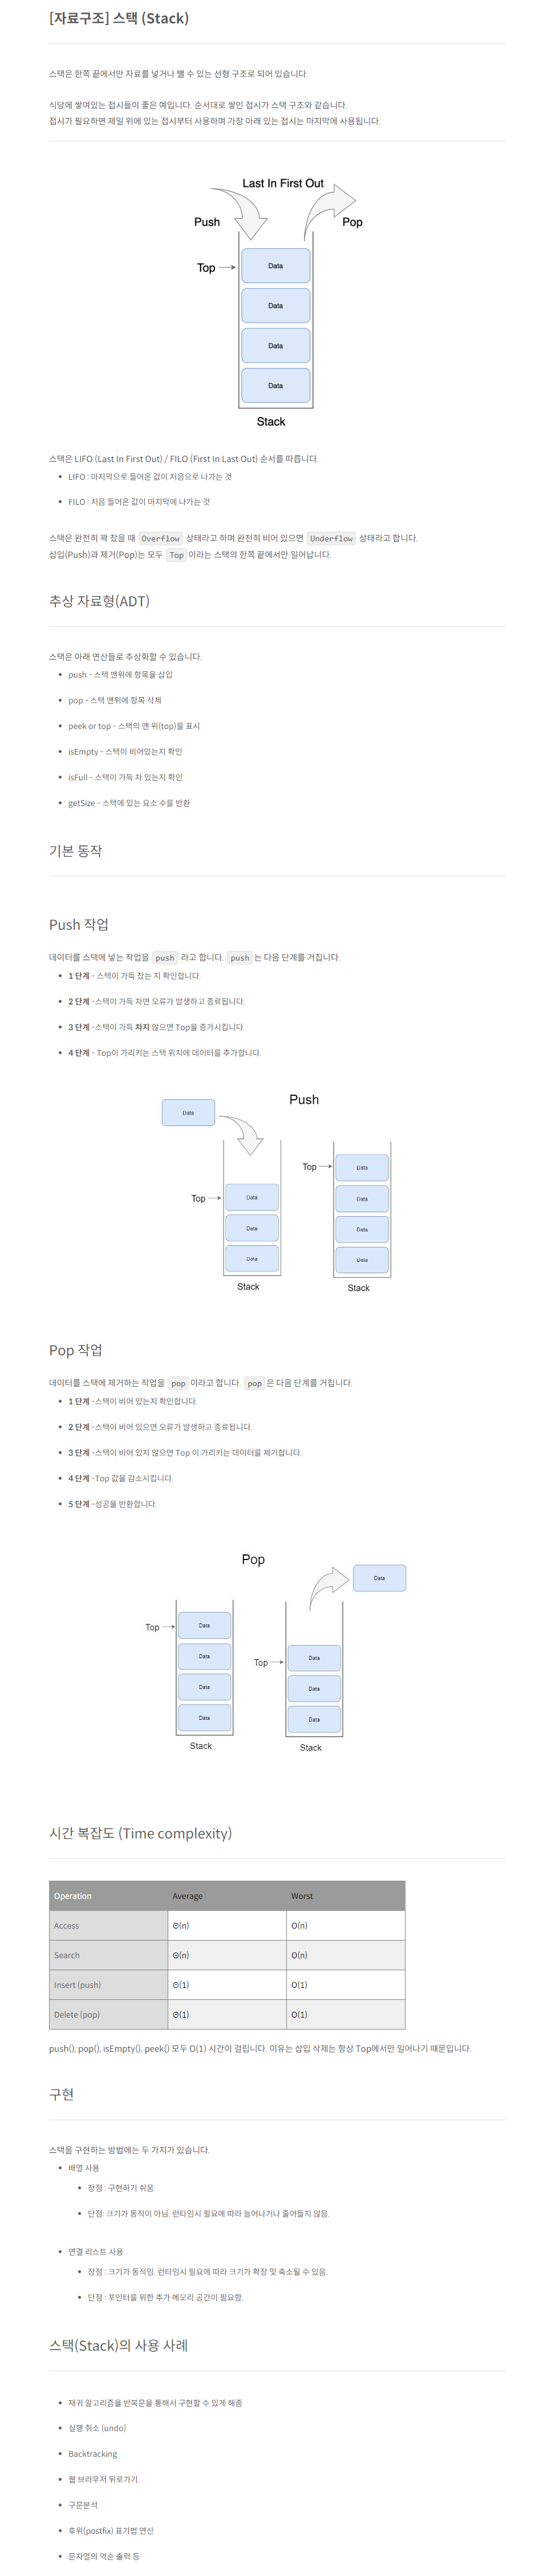 [자료구조] 스택 (Stack)
스택은 한쪽 끝에서만 자료를 넣거나 뺄 수 있는 선형 구조로 되어 있습니다.
식당에 쌓여있는 접시들이 좋은 예입니다. 순서대로 쌓인 접시가 스택 구조와 같습니다.
접시가 필요하면 제일 위에 있는 접시부터 사용하며 가장 아래 있는 접시는 마지막에 사용됩니다.
Last In First Out
Push
Pop
Top
Data
Data
Data
Data
Stack
스택은 LIFO (Last In First Out) / FILO (First In Last Out) 순서를 따릅니다.
• LIFO : 마지막으로 들어온 값이 처음으로 나가는 것
• FILO : 처음 들어온 값이 마지막에 나가는 것
스택은 완전히 꽉 찼을 때 Overflow 상태라고 하며 완전히 비어 있으면 Underflow 상태라고 합니다.
삽입(Push)과 제거(Pop)는 모두 Top 이라는 스택의 한쪽 끝에서만 일어납니다.
추상 자료형(ADT)
스택은 아래 연산들로 추상화할 수 있습니다.
• push - 스택 맨위에 항목을 삽입
• pop - 스택 맨위에 항목 삭제
• peek or top - 스택의 맨 위(top)를 표시
• isEmpty - 스택이 비어있는지 확인
• isFull - 스택이 가득 차 있는지 확인
• getSize - 스택에 있는 요소 수를 반환
기본 동작
Push 작업
데이터를 스택에 넣는 작업을 push 라고 합니다. push 는 다음 단계를 거칩니다.
• 1 단계 - 스택이 가득 찼는 지 확인합니다.
• 2 단계 -스택이 가득 차면 오류가 발생하고 종료됩니다.
• 3 단계 -스택이 가득 차지 않으면 Top을 증가시킵니다.
• 4 단계 - Top이 가리키는 스택 위치에 데이터를 추가합니다.
Push
Data
Top
Data
Data
Data
Stack
Top
Data
Data
Data
Data
Stack
Pop 작업
데이터를 스택에 제거하는 작업을 pop 이라고 합니다. pop 은 다음 단계를 거칩니다.
• 1 단계 -스택이 비어 있는지 확인합니다.
• 2 단계 -스택이 비어 있으면 오류가 발생하고 종료됩니다.
• 3 단계 -스택이 비어 있지 않으면 Top 이 가리키는 데이터를 제거합니다.
• 4 단계 -Top 값을 감소시킵니다.
• 5 단계 -성공을 반환합니다.
Pop
Data
Top
Data
Data
Data
Data
Stack
Top
Data
Data
Data
Stack
시간 복잡도 (Time complexity)
Operation Average Worst
Access Θ(n) O(n)
Search Θ(n) O(n)
Insert (push) Θ(1) O(1)
Delete (pop) Θ(1) O(1)
push(), pop(), isEmpty(), peek() 모두 O(1) 시간이 걸립니다. 이유는 삽입 삭제는 항상 Top에서만 일어나기 때문입니다.
구현
스택을 구현하는 방법에는 두 가지가 있습니다.
• 배열 사용
• 장점 : 구현하기 쉬움.
• 단점: 크기가 동적이 아님. 런타임시 필요에 따라 늘어나거나 줄어들지 않음.
• 연결 리스트 사용
• 장점 : 크기가 동적임. 런타임시 필요에 따라 크기가 확장 및 축소될 수 있음.
• 단점 : 포인터를 위한 추가 메모리 공간이 필요함.
스택(Stack)의 사용 사례
• 재귀 알고리즘을 반복문을 통해서 구현할 수 있게 해줌
• 실행 취소 (undo)
• Backtracking
• 웹 브라우저 뒤로가기
• 구문분석
• 후위(postfix) 표기법 연산
• 문자열의 역순 출력 등